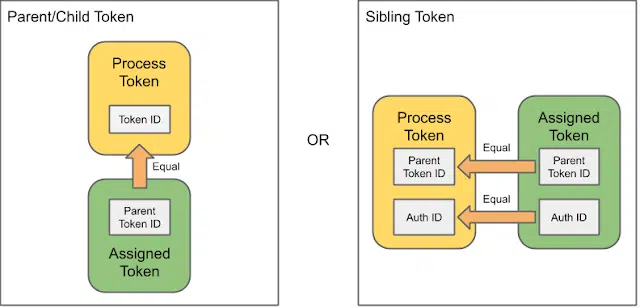 Parent/Child Token
Process
Token
Token ID
Equal
Parent
Token ID
Assigned
Token
OR
Sibling Token
Process
Token
Parent
Token ID
Auth ID
Equal
Equal
Assigned
Token
Parent
Token ID
Auth ID